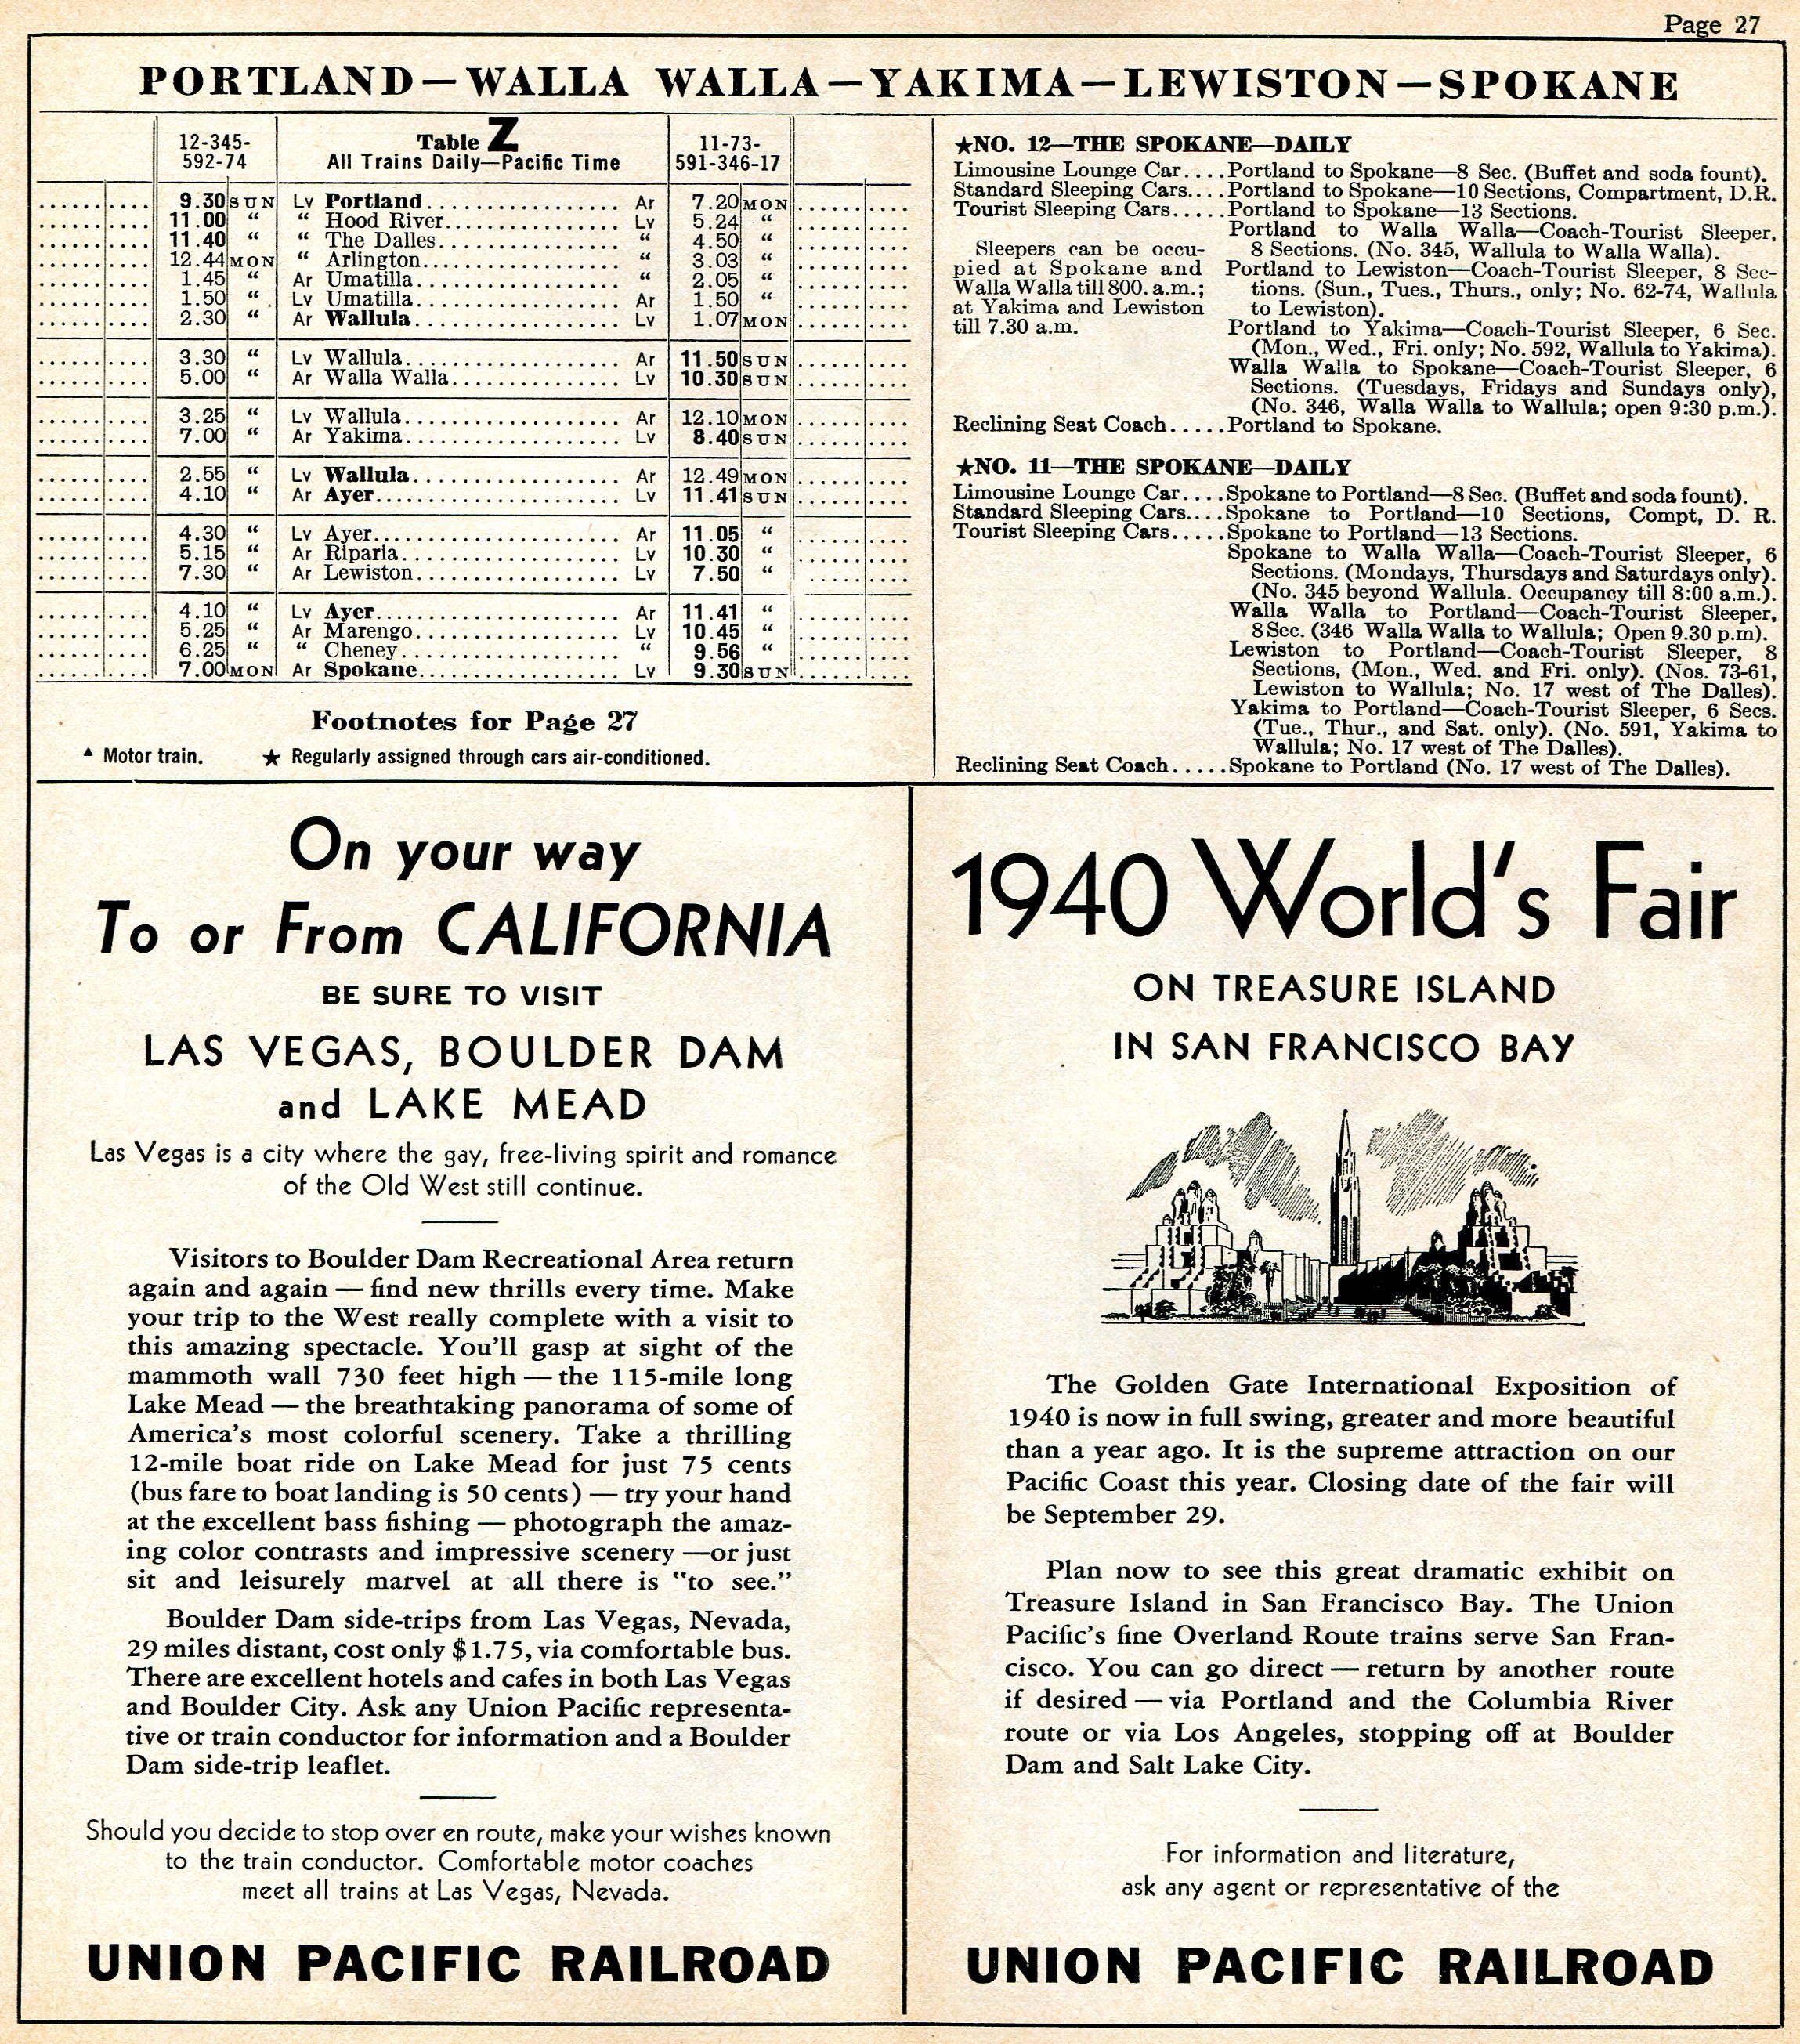 Page 27
PORTLAND—WALLA WALLA—YAKIMA—LEWISTON—SPOKANE
12-345-
592-74
Table Z
All Trains Daily—Pacific Time
11-73-
591-346-17
9.30 SUN Lv Portland Ar 7.20 MON
11.00 “ “ Hood River Lv 5.24 “
11.40 “ “ The Dalles “ 4.50 “
12.44 MON “ Arlington “ 3.03 “
1.45 “ Ar Umatilla “ 2.05 “
1.50 “ Lv Umatilla Ar 1.50 “
2.30 “ Ar Wallula Lv 1.07 MON
3.30 “ Lv Wallula Ar 11.50 SUN
5.00 “ Ar Walla Walla Lv 10.30 SUN
3.25 “ Lv Wallula Ar 12.10 MON
7.00 “ Ar Yakima Lv 8.40 SUN
2.55 “ Lv Wallula Ar 12.49 MON
4.10 “ Ar Ayer Lv 11.41 SUN
4.30 “ Lv Ayer Ar 11.05 “
5.15 “ Ar Riparia Lv 10.30 “
7.30 “ Ar Lewiston Lv 7.50 “
4.10 “ Lv Ayer Ar 11.41 “
5.25 “ Ar Marengo Lv 10.45 “
6.25 “ “ Cheney “ 9.56 “
7.00 MON Ar Spokane Lv 9.30 SUN
Footnotes for Page 27
▲ Motor train. ★ Regularly assigned through cars air-conditioned.
★NO. 12—THE SPOKANE—DAILY
Limousine Lounge Car....Portland to Spokane—8 Sec. (Buffet and soda fount).
Standard Sleeping Cars....Portland to Spokane—10 Sections, Compartment, D.R.
Tourist Sleeping Cars.....Portland to Spokane—13 Sections.
Portland to Walla Walla—Coach-Tourist Sleeper,
8 Sections. (No. 345, Wallula to Walla Walla).
Portland to Lewiston—Coach-Tourist Sleeper, 8 Sec-
tions. (Sun., Tues., Thurs., only; No. 62-74, Wallula
to Lewiston).
Portland to Yakima—Coach-Tourist Sleeper, 6 Sec.
(Mon., Wed., Fri. only; No. 592, Wallula to Yakima).
Walla Walla to Spokane—Coach-Tourist Sleeper, 6
Sections. (Tuesdays, Fridays and Sundays only),
(No. 346, Walla Walla to Wallula; open 9:30 p.m.).
Sleepers can be occu-
pied at Spokane and
Walla Walla till 800. a.m.;
at Yakima and Lewiston
till 7.30 a.m.
Reclining Seat Coach.....Portland to Spokane.
★NO. 11—THE SPOKANE—DAILY
Limousine Lounge Car....Spokane to Portland—8 Sec. (Buffet and soda fount).
Standard Sleeping Cars....Spokane to Portland—10 Sections, Compt, D. R.
Tourist Sleeping Cars.....Spokane to Portland—13 Sections.
Spokane to Walla Walla—Coach-Tourist Sleeper, 6
Sections. (Mondays, Thursdays and Saturdays only).
(No. 345 beyond Wallula. Occupancy till 8:00 a.m.).
Walla Walla to Portland—Coach-Tourist Sleeper,
8 Sec. (346 Walla Walla to Wallula; Open 9.30 p.m).
Lewiston to Portland—Coach-Tourist Sleeper, 8
Sections, (Mon., Wed. and Fri. only). (Nos. 73-61,
Lewiston to Wallula; No. 17 west of The Dalles).
Yakima to Portland—Coach-Tourist Sleeper, 6 Secs.
(Tue., Thur., and Sat. only). (No. 591, Yakima to
Wallula; No. 17 west of The Dalles).
Reclining Seat Coach.....Spokane to Portland (No. 17 west of The Dalles).
On your way
To or From CALIFORNIA
BE SURE TO VISIT
LAS VEGAS, BOULDER DAM
and LAKE MEAD
Las Vegas is a city where the gay, free-living spirit and romance
of the Old West still continue.
Visitors to Boulder Dam Recreational Area return
again and again — find new thrills every time. Make
your trip to the West really complete with a visit to
this amazing spectacle. You'll gasp at sight of the
mammoth wall 730 feet high — the 115-mile long
Lake Mead — the breathtaking panorama of some of
America's most colorful scenery. Take a thrilling
12-mile boat ride on Lake Mead for just 75 cents
(bus fare to boat landing is 50 cents) — try your hand
at the excellent bass fishing — photograph the amaz-
ing color contrasts and impressive scenery —or just
sit and leisurely marvel at all there is "to see."
Boulder Dam side-trips from Las Vegas, Nevada,
29 miles distant, cost only $1.75, via comfortable bus.
There are excellent hotels and cafes in both Las Vegas
and Boulder City. Ask any Union Pacific representa-
tive or train conductor for information and a Boulder
Dam side-trip leaflet.
Should you decide to stop over en route, make your wishes known
to the train conductor. Comfortable motor coaches
meet all trains at Las Vegas, Nevada.
UNION PACIFIC RAILROAD
1940 World's Fair
ON TREASURE ISLAND
IN SAN FRANCISCO BAY
The Golden Gate International Exposition of
1940 is now in full swing, greater and more beautiful
than a year ago. It is the supreme attraction on our
Pacific Coast this year. Closing date of the fair will
be September 29.
Plan now to see this great dramatic exhibit on
Treasure Island in San Francisco Bay. The Union
Pacific's fine Overland Route trains serve San Fran-
cisco. You can go direct — return by another route
if desired — via Portland and the Columbia River
route or via Los Angeles, stopping off at Boulder
Dam and Salt Lake City.
For information and literature,
ask any agent or representative of the
UNION PACIFIC RAILROAD